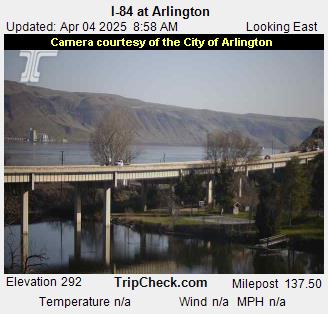 I-84 at Arlington
Updated: Apr 04 2025 8:58 AM Looking East
Camera courtesy of the City of Arlington
Elevation 292 TripCheck.com Milepost 137.50
Temperature n/a Wind n/a MPH n/a